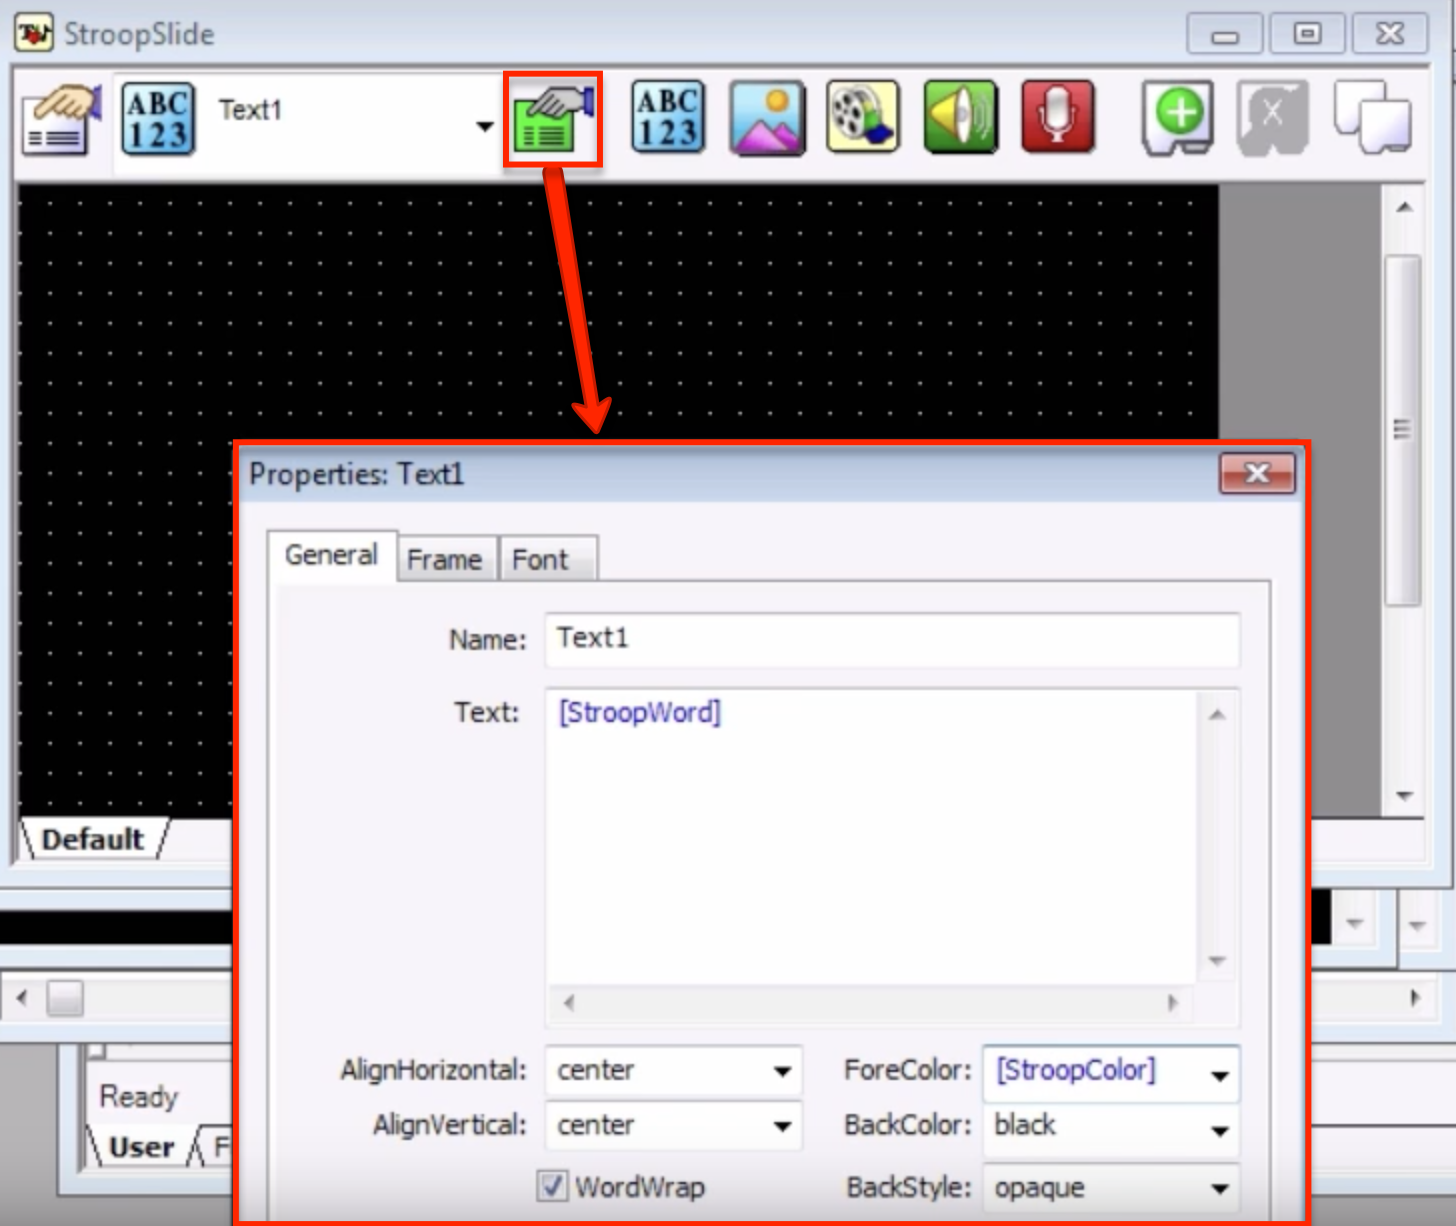 StroopSlide
ABC
123
Text1
ABC
123
X
Properties: Text1
General
Frame
Font
Name: Text1
Text: [StroopWord]
Default
AlignHorizontal: center
ForeColor: [StroopColor]
AlignVertical: center
BackColor: black
WordWrap
BackStyle: opaque
Ready
User
F